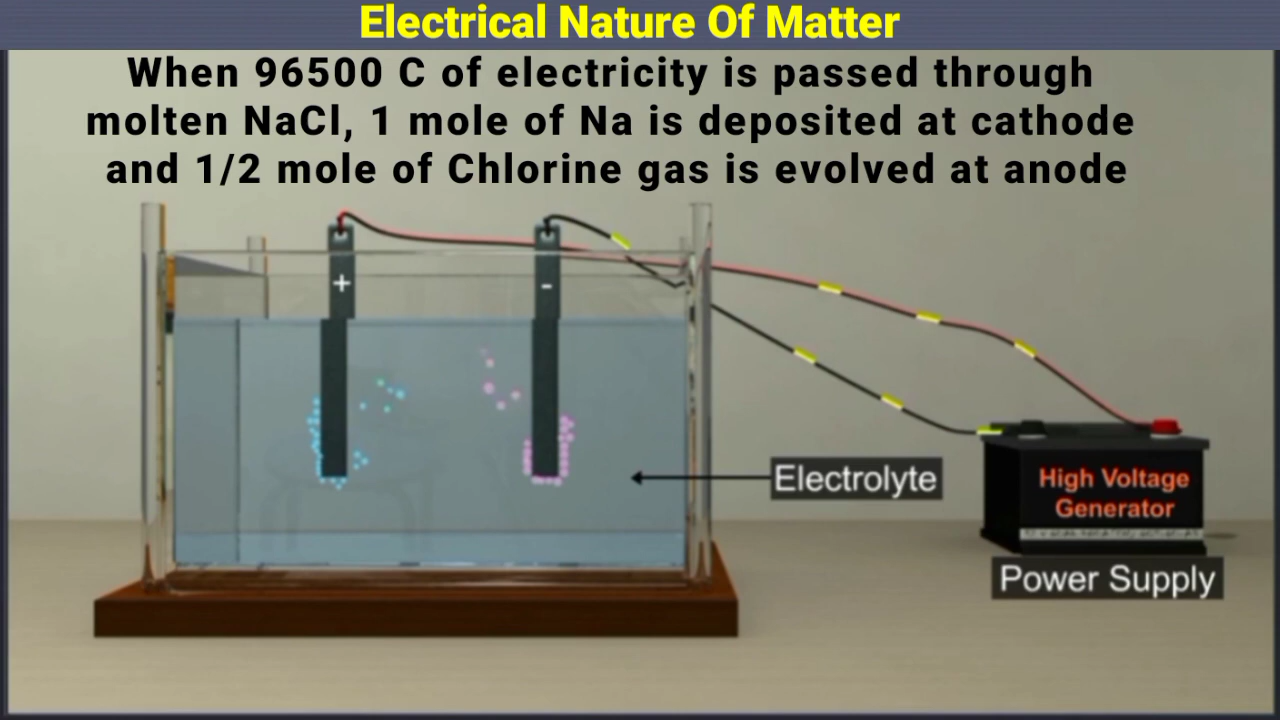 Electrical Nature Of Matter
When 96500 C of electricity is passed through
molten NaCl, 1 mole of Na is deposited at cathode
and 1/2 mole of Chlorine gas is evolved at anode
+
-
Electrolyte
High Voltage
Generator
Power Supply